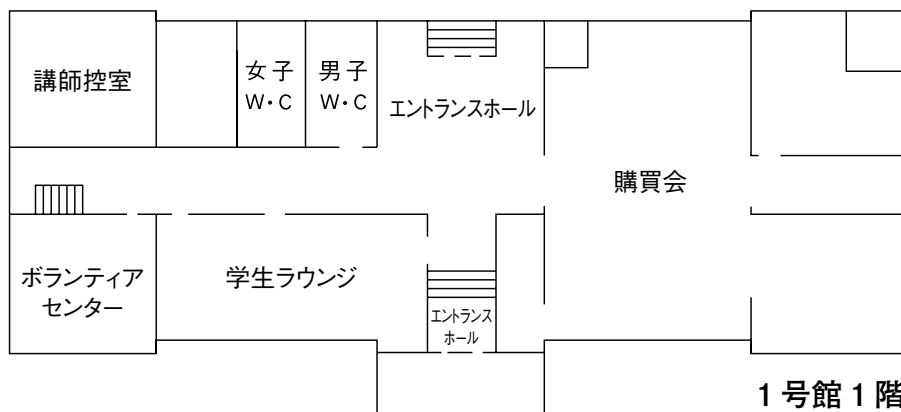 講師控室
女子
W・C
男子
W・C
エントランスホール
購買会
ボランティア
センター
学生ラウンジ
エントランス
ホール
1号館1階